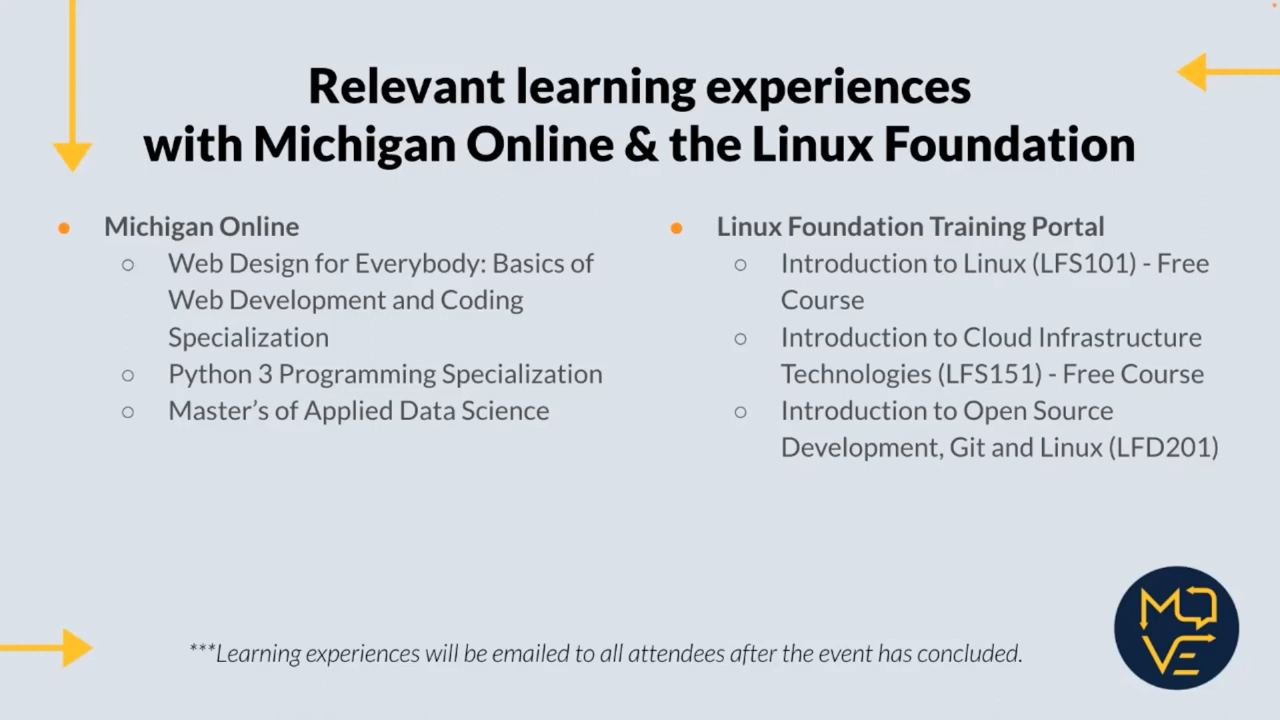 Relevant learning experiences
with Michigan Online & the Linux Foundation
Michigan Online
Web Design for Everybody: Basics of
Web Development and Coding
Specialization
Python 3 Programming Specialization
Master's of Applied Data Science
Linux Foundation Training Portal
Introduction to Linux (LFS101) - Free
Course
Introduction to Cloud Infrastructure
Technologies (LFS151) - Free Course
Introduction to Open Source
Development, Git and Linux (LFD201)
***Learning experiences will be emailed to all attendees after the event has concluded.
MO
VE